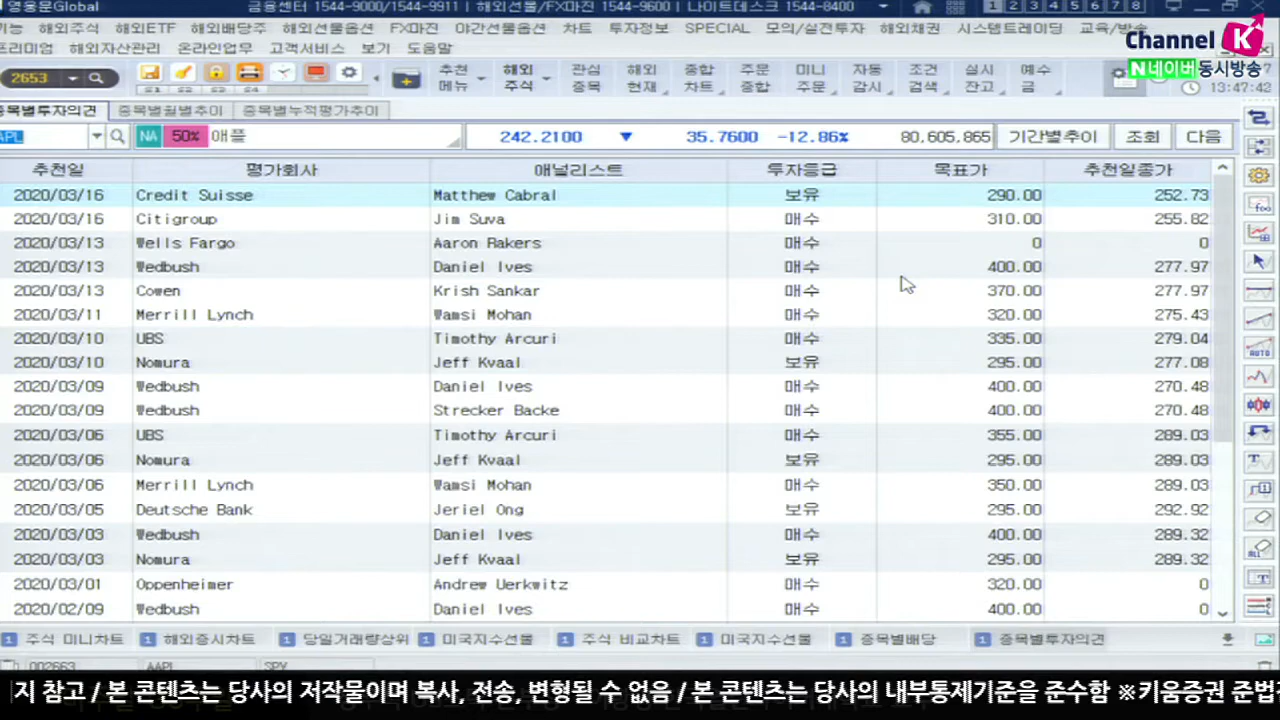 영웅문Global 금융센터 1544-9000/1544-9911 | 해외선물/FX마진 1544-9600 | 나이트데스크 1544-8400 1 2 3 4 5 6 7 8
기능 해외주식 해외ETF 해외배당주 해외선물옵션 FX마진 야간선물옵션 차트 투자정보 SPECIAL 모의/실전투자 해외채권 시스템트레이딩 교육/방송
프리미엄 해외자산관리 온라인업무 고객서비스 보기 도움말
Channel K
N 네이버 동시방송
2653 추천메뉴 해외주식 관심종목 해외현재 종합차트 주문종합 미니주문 자동감시 조건검색 실시잔고 예수금
13:47:42
종목별투자의견 종목별월별추이 종목별누적평가추이
APL NA 50% 애플 242.2100 ▼ 35.7600 -12.86% 80,605,865 기간별추이 조회 다음
추천일 평가회사 애널리스트 투자등급 목표가 추천일종가
2020/03/16 Credit Suisse Matthew Cabral 보유 290.00 252.73
2020/03/16 Citigroup Jim Suva 매수 310.00 255.82
2020/03/13 Wells Fargo Aaron Rakers 매수 0 0
2020/03/13 Wedbush Daniel Ives 매수 400.00 277.97
2020/03/13 Cowen Krish Sankar 매수 370.00 277.97
2020/03/11 Merrill Lynch Wamsi Mohan 매수 320.00 275.43
2020/03/10 UBS Timothy Arcuri 매수 335.00 279.04
2020/03/10 Nomura Jeff Kvaal 보유 295.00 277.08
2020/03/09 Wedbush Daniel Ives 매수 400.00 270.48
2020/03/09 Wedbush Strecker Backe 매수 400.00 270.48
2020/03/06 UBS Timothy Arcuri 매수 355.00 289.03
2020/03/06 Nomura Jeff Kvaal 보유 295.00 289.03
2020/03/06 Merrill Lynch Wamsi Mohan 매수 350.00 289.03
2020/03/05 Deutsche Bank Jeriel Ong 보유 295.00 292.92
2020/03/03 Wedbush Daniel Ives 매수 400.00 289.32
2020/03/03 Nomura Jeff Kvaal 보유 295.00 289.32
2020/03/01 Oppenheimer Andrew Uerkwitz 매수 320.00 0
2020/02/09 Wedbush Daniel Ives 매수 400.00 0
1 주식 미니차트 1 해외증시차트 1 당일거래량상위 1 미국지수선물 1 주식 비교차트 1 미국지수선물 1 종목별배당 1 종목별투자의견
002663 AAPL SPY
지 참고 / 본 콘텐츠는 당사의 저작물이며 복사, 전송, 변형될 수 없음 / 본 콘텐츠는 당사의 내부통제기준을 준수함 ※키움증권 준법